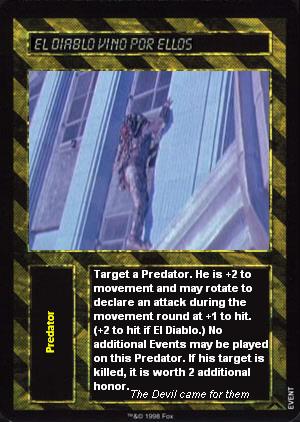 EL DIABLO VINO POR ELLOS
Predator
Target a Predator. He is +2 to
movement and may rotate to
declare an attack during the
movement round at +1 to hit.
(+2 to hit if El Diablo.) No
additional Events may be played
on this Predator. If his target is
killed, it is worth 2 additional
honor.
The Devil came for them
™&© 1998 Fox
EVENT